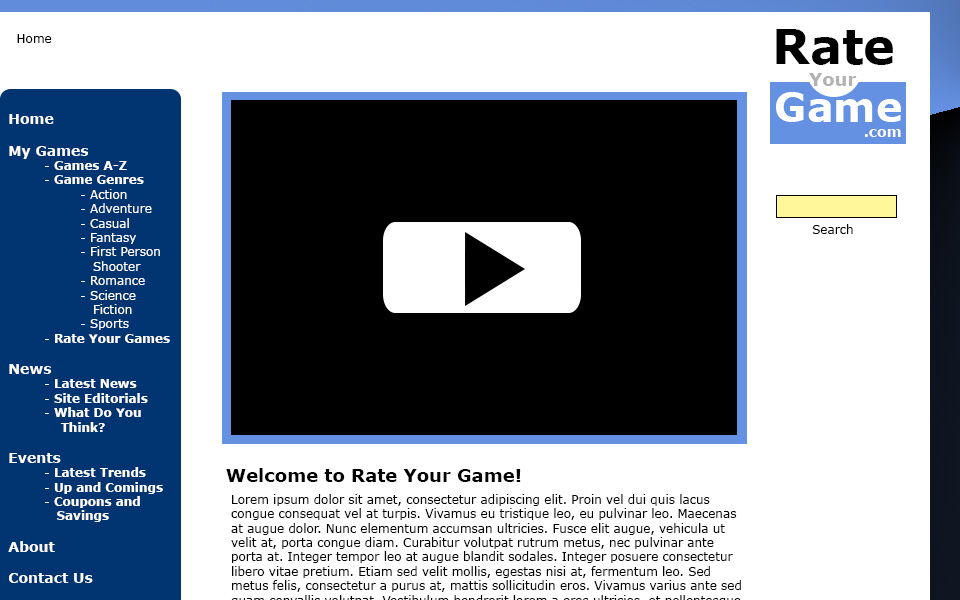 Home
Rate
Your
Game
.com
Search
Home
My Games
- Games A-Z
- Game Genres
- Action
- Adventure
- Casual
- Fantasy
- First Person
Shooter
- Romance
- Science
Fiction
- Sports
- Rate Your Games
News
- Latest News
- Site Editorials
- What Do You
Think?
Events
- Latest Trends
- Up and Comings
- Coupons and
Savings
About
Contact Us
Welcome to Rate Your Game!
Lorem ipsum dolor sit amet, consectetur adipiscing elit. Proin vel dui quis lacus
congue consequat vel at turpis. Vivamus eu tristique leo, eu pulvinar leo. Maecenas
at augue dolor. Nunc elementum accumsan ultricies. Fusce elit augue, vehicula ut
velit at, porta congue diam. Curabitur volutpat rutrum metus, nec pulvinar ante
porta at. Integer tempor leo at augue blandit sodales. Integer posuere consectetur
libero vitae pretium. Etiam sed velit mollis, egestas nisi at, fermentum leo. Sed
metus felis, consectetur a purus at, mattis sollicitudin eros. Vivamus varius ante sed